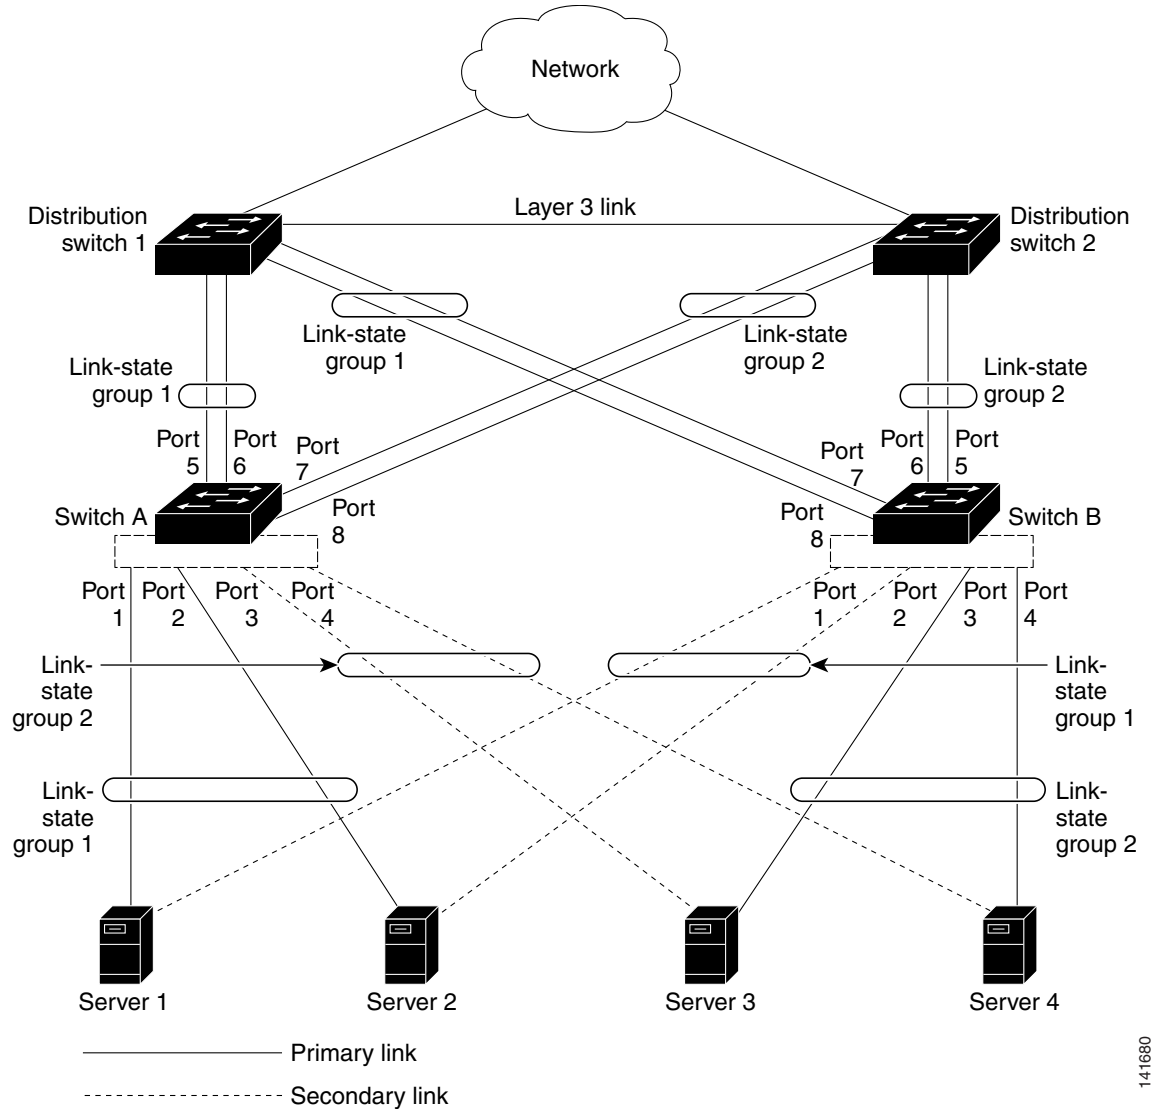 Network
Layer 3 link
Distribution
switch 1
Distribution
switch 2
Link-state
group 1
Link-state
group 2
Link-state
group 1
Link-state
group 2
Port
5
Port
6
Port
7
Port
8
Port
7
Port
6
Port
5
Port
8
Switch A
Switch B
Port
1
Port
2
Port
3
Port
4
Port
1
Port
2
Port
3
Port
4
Link-
state
group 2
Link-
state
group 1
Link-
state
group 1
Link-
state
group 2
Server 1
Server 2
Server 3
Server 4
Primary link
Secondary link
141680